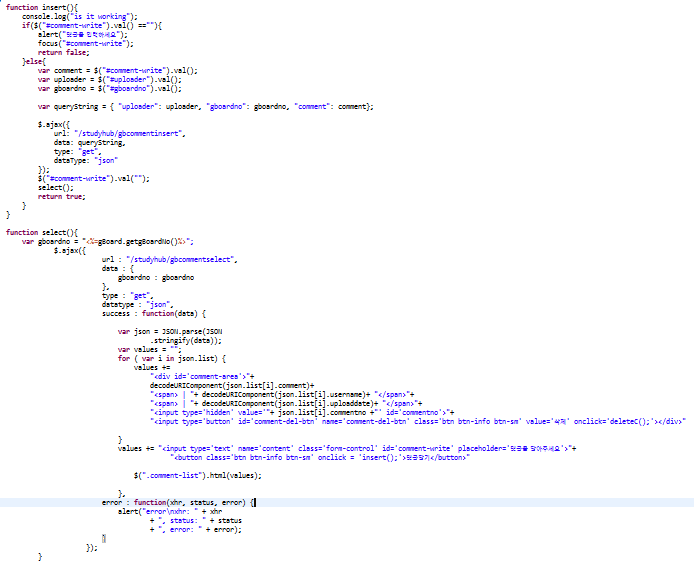 function insert(){
console.log("is it working");
if($("#comment-write").val() ==""){
alert("댓글을 입력하세요");
focus("#comment-write");
return false;
}else{
var comment = $("#comment-write").val();
var uploader = $("#uploader").val();
var gboardno = $("#gboardno").val();
var queryString = { "uploader": uploader, "gboardno": gboardno, "comment": comment};
$.ajax({
url: "/studyhub/gbcommentinsert",
data: queryString,
type: "get",
dataType: "json"
});
$("#comment-write").val("");
select();
return true;
}
}
function select(){
var gboardno = "<%=gBoard.getgBoardNo()%>";
$.ajax({
url : "/studyhub/gbcommentselect",
data : {
gboardno : gboardno
},
type : "get",
datatype : "json",
success : function(data) {
var json = JSON.parse(JSON
.stringify(data));
var values = "";
for ( var i in json.list) {
values +=
"<div id='comment-area'>"+
decodeURIComponent(json.list[i].comment)+
"<span> | "+ decodeURIComponent(json.list[i].username)+ "</span>"+
"<span> | "+ decodeURIComponent(json.list[i].uploaddate)+ "</span>"+
"<input type='hidden' value='"+ json.list[i].commentno +"' id='commentno'>"+
"<input type='button' id='comment-del-btn' name='comment-del-btn' class='btn btn-info btn-sm' value='삭제' onclick='deleteC();'></div>"
}
values += "<input type='text' name='content' class='form-control' id='comment-write' placeholder='댓글을 달아주세요'>"+
"<button class='btn btn-info btn-sm' onclick = 'insert();'>댓글달기</button>"
$(".comment-list").html(values);
},
error : function(xhr, status, error) {
alert("error\nxhr: " + xhr
+ ", status: " + status
+ ", error: " + error);
}
});
}